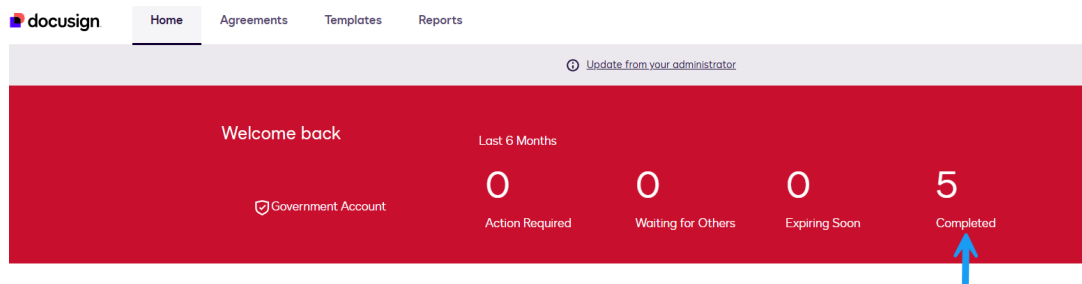 docusign Home Agreements Templates Reports
Update from your administrator
Welcome back
Last 6 Months
0 0 0 5
Government Account
Action Required Waiting for Others Expiring Soon Completed